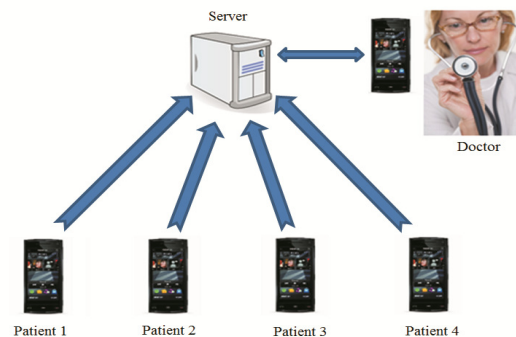 Server
Doctor
Patient 1
Patient 2
Patient 3
Patient 4